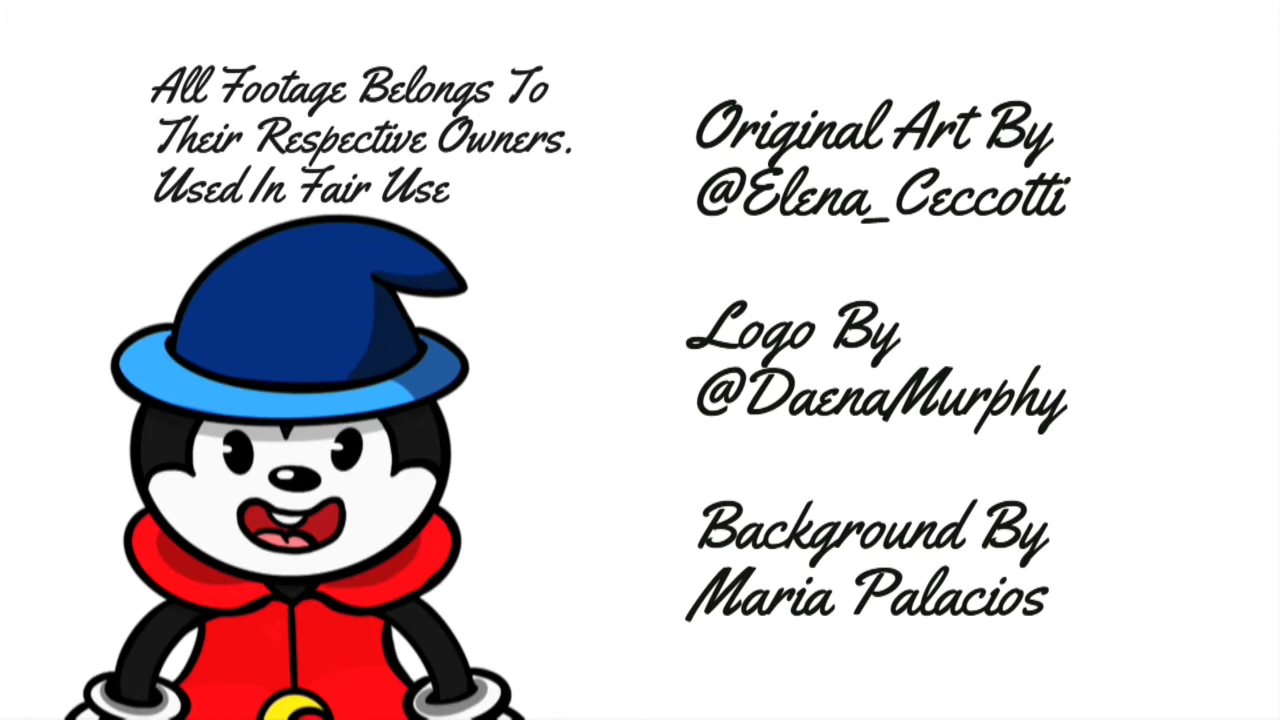 All Footage Belongs To
Their Respective Owners.
Used In Fair Use
Original Art By
@Elena_Ceccotti
Logo By
@DaenaMurphy
Background By
Maria Palacios